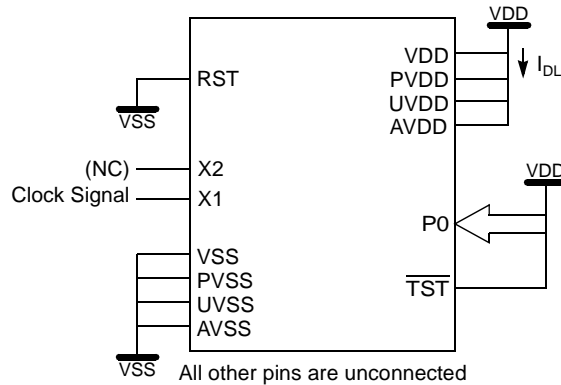 VDD
VDD
I_DL
RST
PVDD
UVDD
VSS
AVDD
(NC)
X2
VDD
Clock Signal
X1
P0
VSS
PVSS
TST
UVSS
AVSS
VSS
All other pins are unconnected